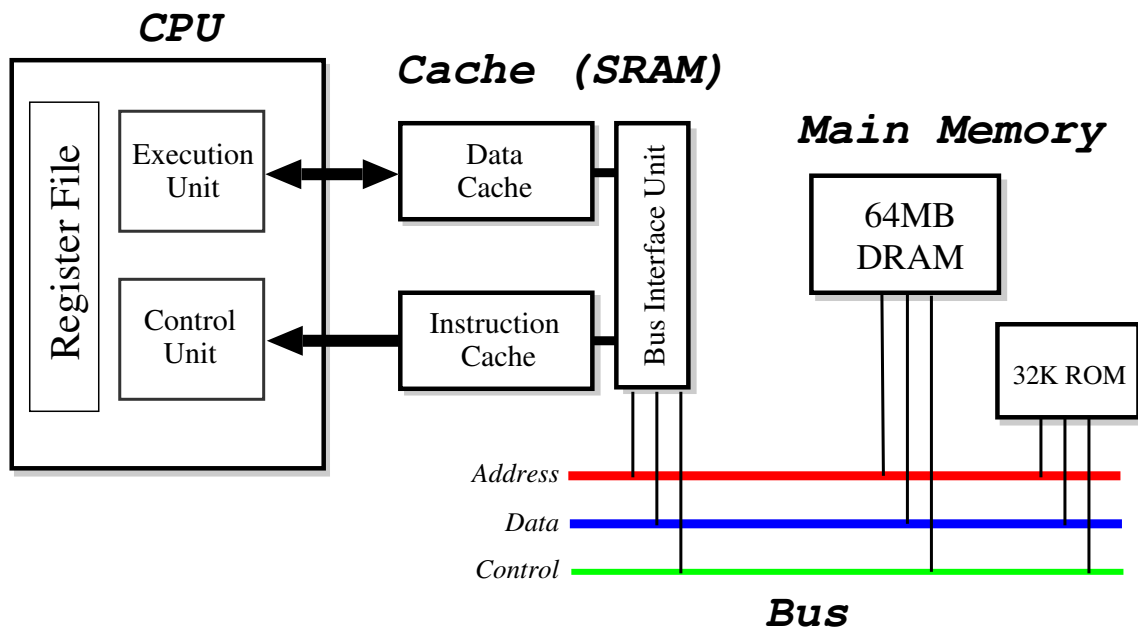 CPU
Cache (SRAM)
Main Memory
Register File
Execution
Unit
Control
Unit
Data
Cache
Instruction
Cache
Bus Interface Unit
64MB
DRAM
32K ROM
Address
Data
Control
Bus